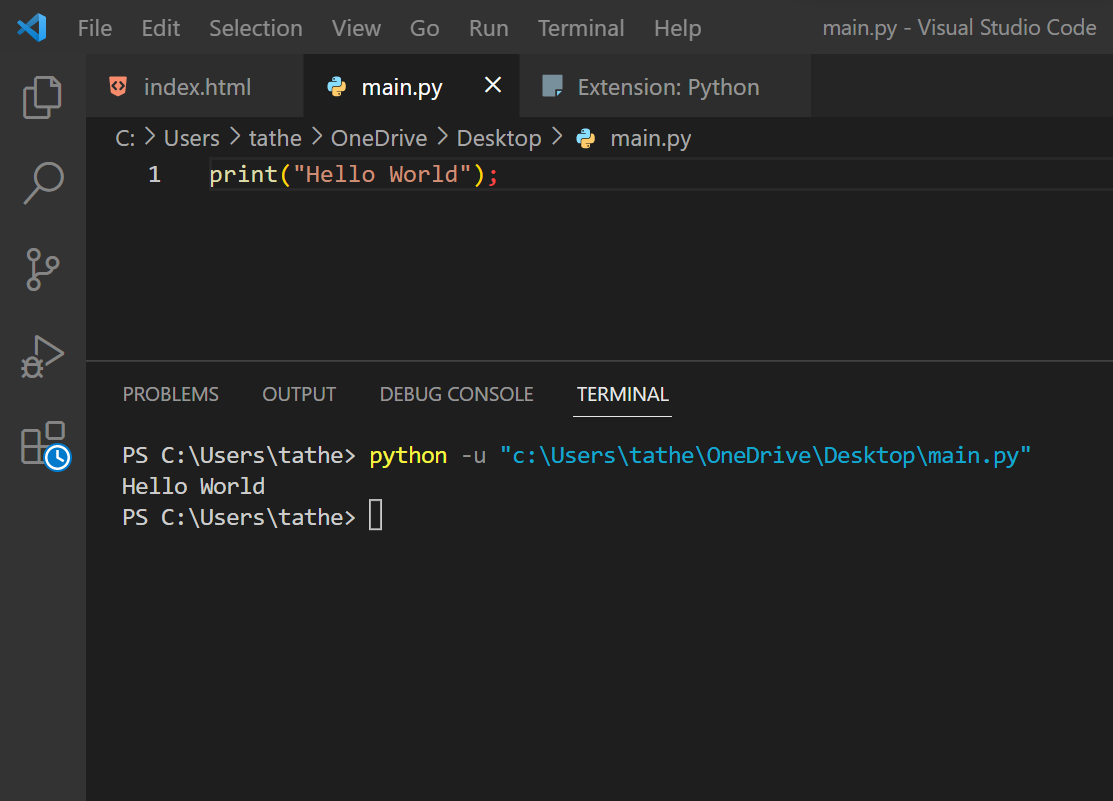 File Edit Selection View Go Run Terminal Help main.py - Visual Studio Code
index.html main.py Extension: Python
C: > Users > tathe > OneDrive > Desktop > main.py
1 print("Hello World");
PROBLEMS OUTPUT DEBUG CONSOLE TERMINAL
PS C:\Users\tathe> python -u "c:\Users\tathe\OneDrive\Desktop\main.py"
Hello World
PS C:\Users\tathe>